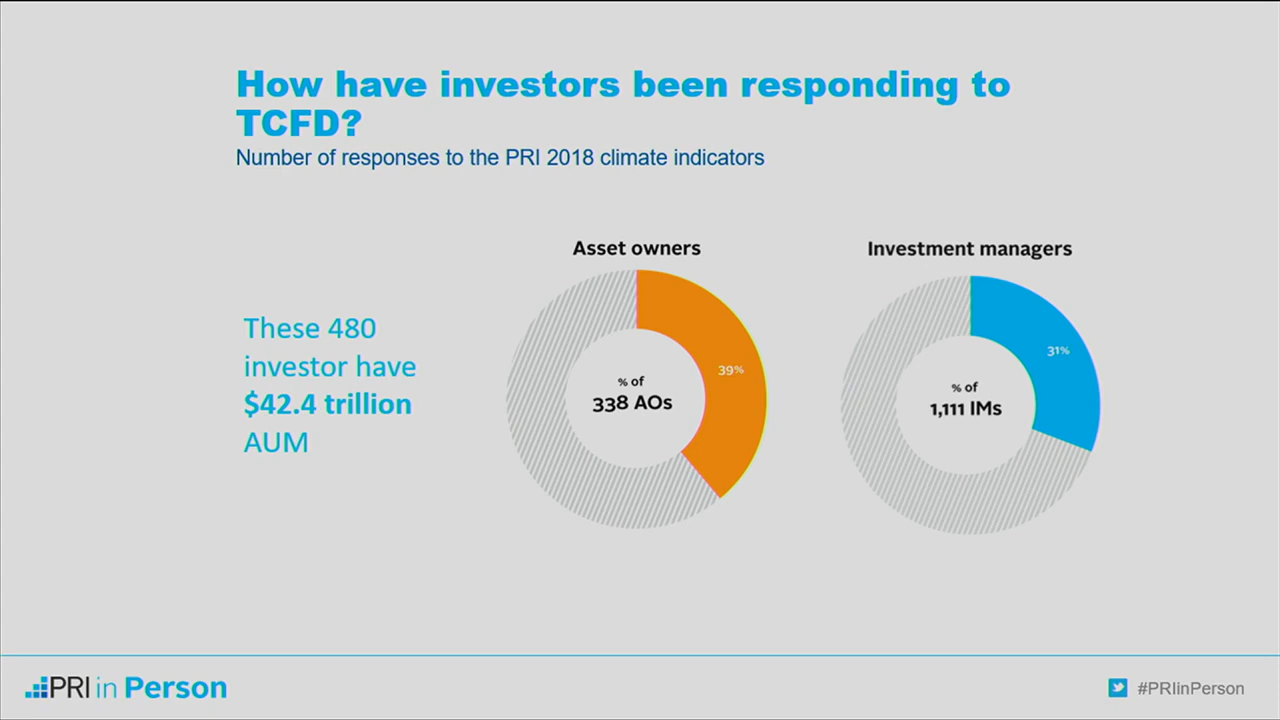 How have investors been responding to
TCFD?
Number of responses to the PRI 2018 climate indicators
Asset owners
Investment managers
These 480
investor have
$42.4 trillion
AUM
39%
% of
338 AOs
31%
% of
1,111 IMs
PRI in Person
#PRIinPerson